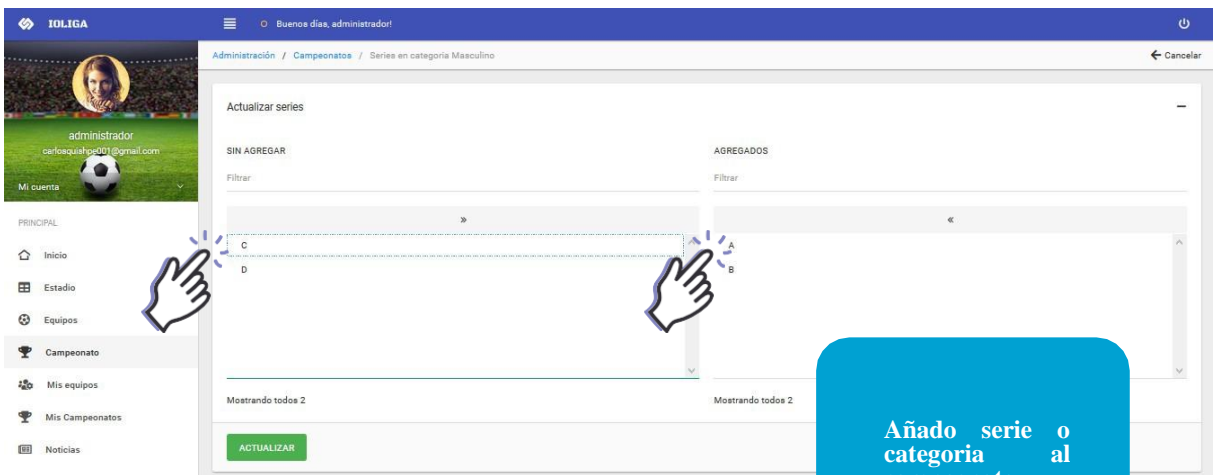 IOLIGA
Buenos días, administrador!
Administración / Campeonatos / Series en categoria Masculino
Cancelar
administrador
carlosquishpe001@gmail.com
Mi cuenta
PRINCIPAL
Inicio
Estadio
Equipos
Campeonato
Mis equipos
Mis Campeonatos
Noticias
Actualizar series
SIN AGREGAR
Filtrar
»
C
D
Mostrando todos 2
AGREGADOS
Filtrar
«
A
B
Mostrando todos 2
ACTUALIZAR
Añado serie o
categoria al